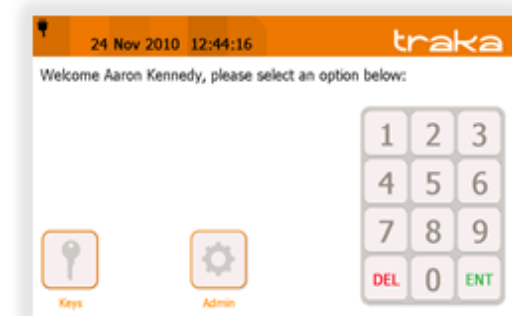 24 Nov 2010 12:44:16
traka
Welcome Aaron Kennedy, please select an option below:
1 2 3
4 5 6
7 8 9
DEL 0 ENT
Keys
Admin